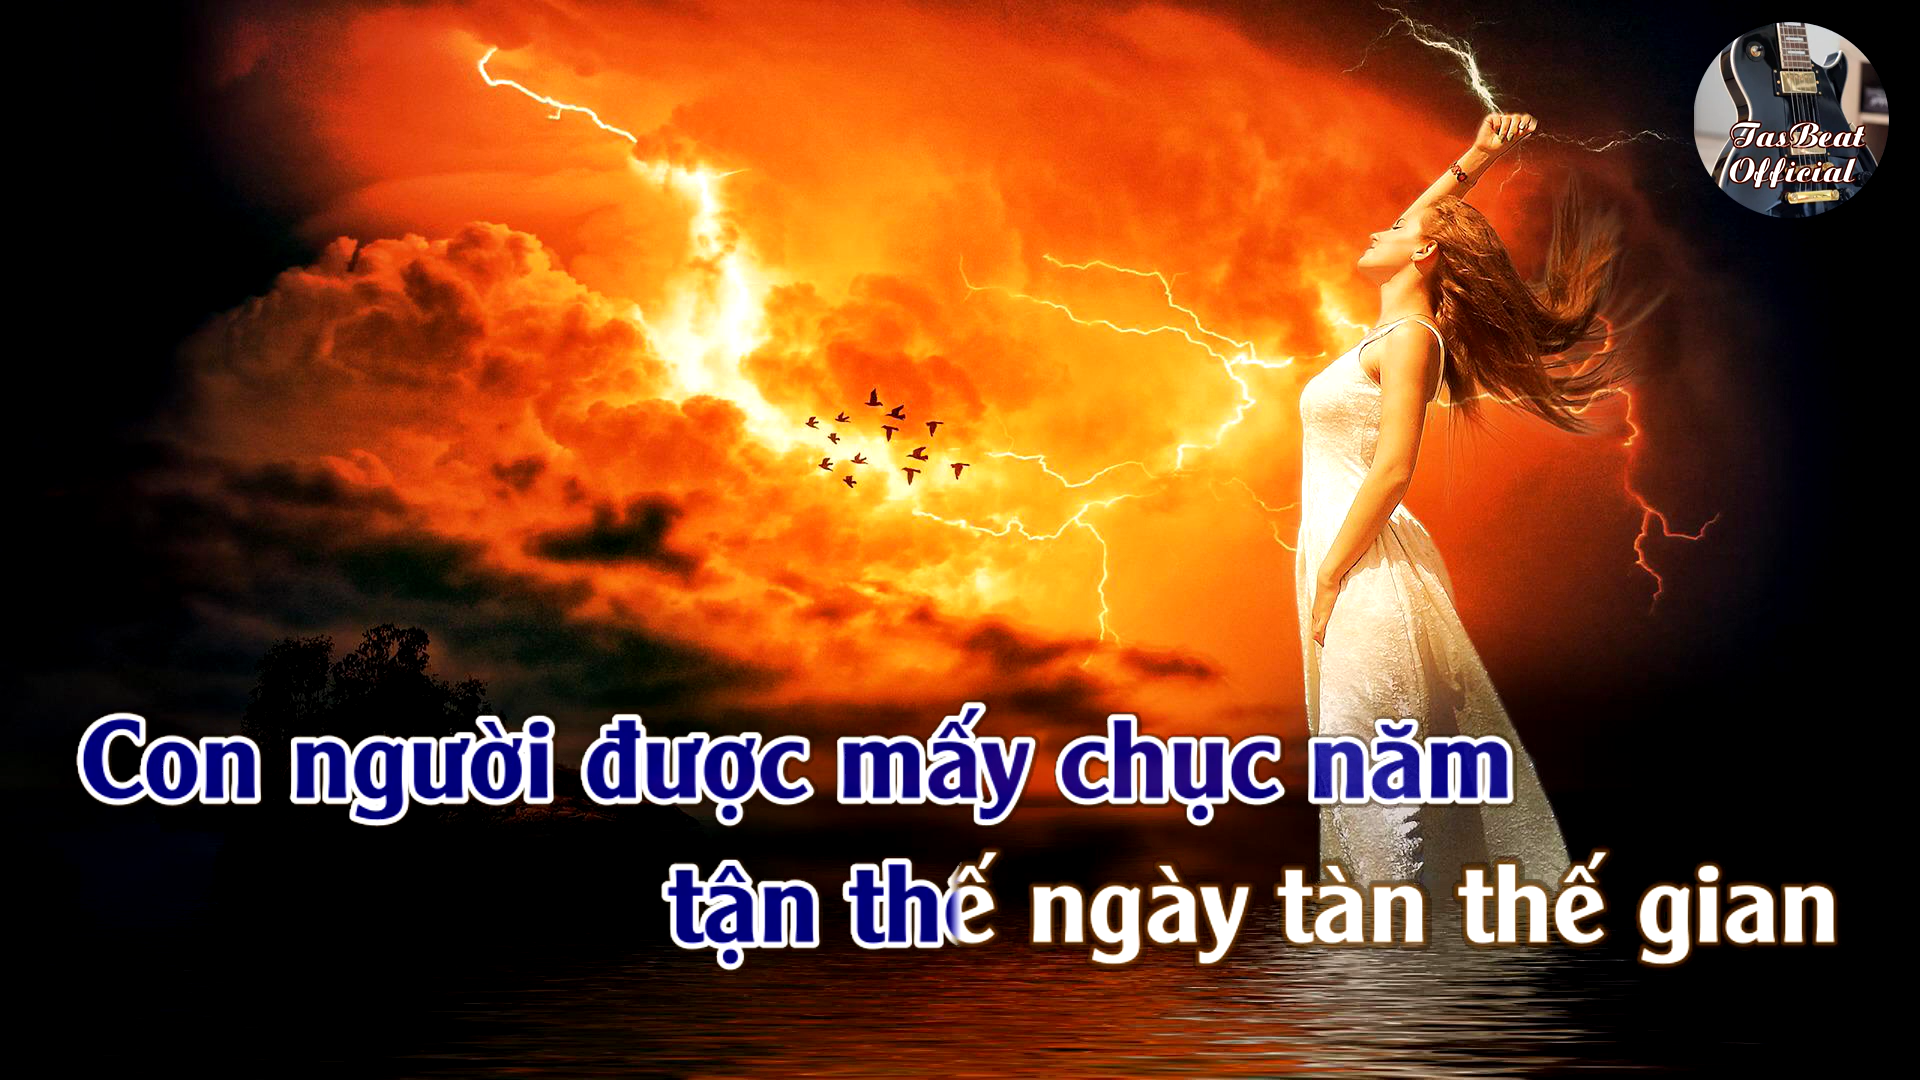 TasBeat
Official
Con người được mấy chục năm
tận thế ngày tàn thế gian